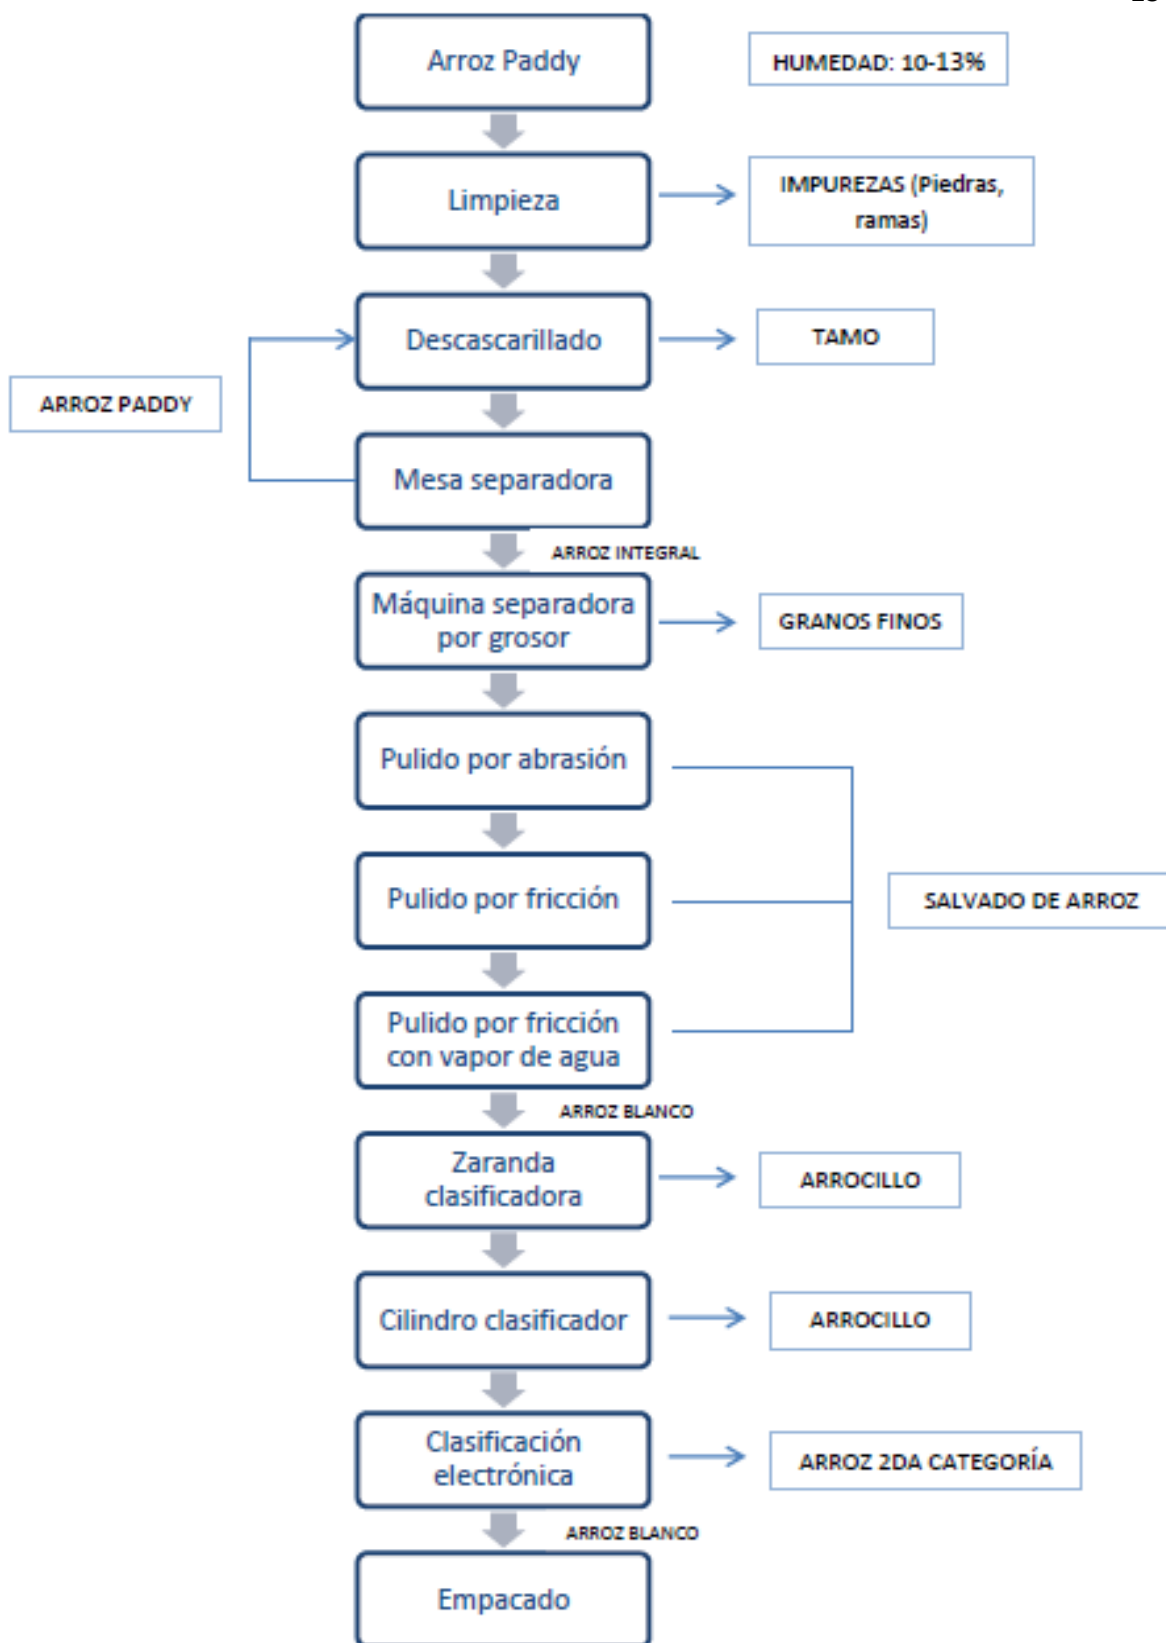 Arroz Paddy
HUMEDAD: 10-13%
Limpieza
IMPUREZAS (Piedras,
ramas)
Descascarillado
TAMO
ARROZ PADDY
Mesa separadora
ARROZ INTEGRAL
Máquina separadora
por grosor
GRANOS FINOS
Pulido por abrasión
Pulido por fricción
SALVADO DE ARROZ
Pulido por fricción
con vapor de agua
ARROZ BLANCO
Zaranda
clasificadora
ARROCILLO
Cilindro clasificador
ARROCILLO
Clasificación
electrónica
ARROZ 2DA CATEGORÍA
ARROZ BLANCO
Empacado